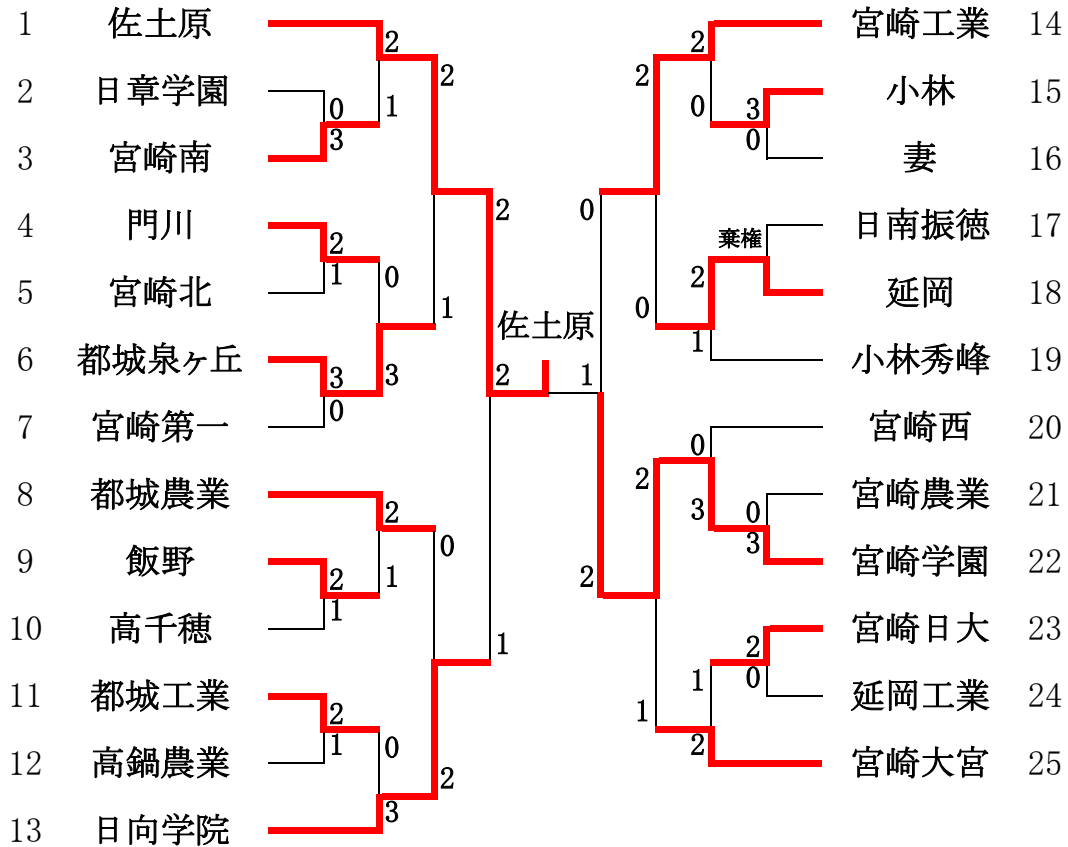 1 佐土原
2 日章学園
3 宮崎南
4 門川
5 宮崎北
6 都城泉ヶ丘
7 宮崎第一
8 都城農業
9 飯野
10 高千穂
11 都城工業
12 高鍋農業
13 日向学院
2
0
3
1
2
2
1
0
3
0
3
1
2
2
1
2
1
0
2
1
0
3
0
2
1
佐土原
2
1
0
2
2
0
2
0
3
0
棄権
2
1
0
2
1
0
3
0
3
2
0
1
2
宮崎工業 14
小林 15
妻 16
日南振徳 17
延岡 18
小林秀峰 19
宮崎西 20
宮崎農業 21
宮崎学園 22
宮崎日大 23
延岡工業 24
宮崎大宮 25